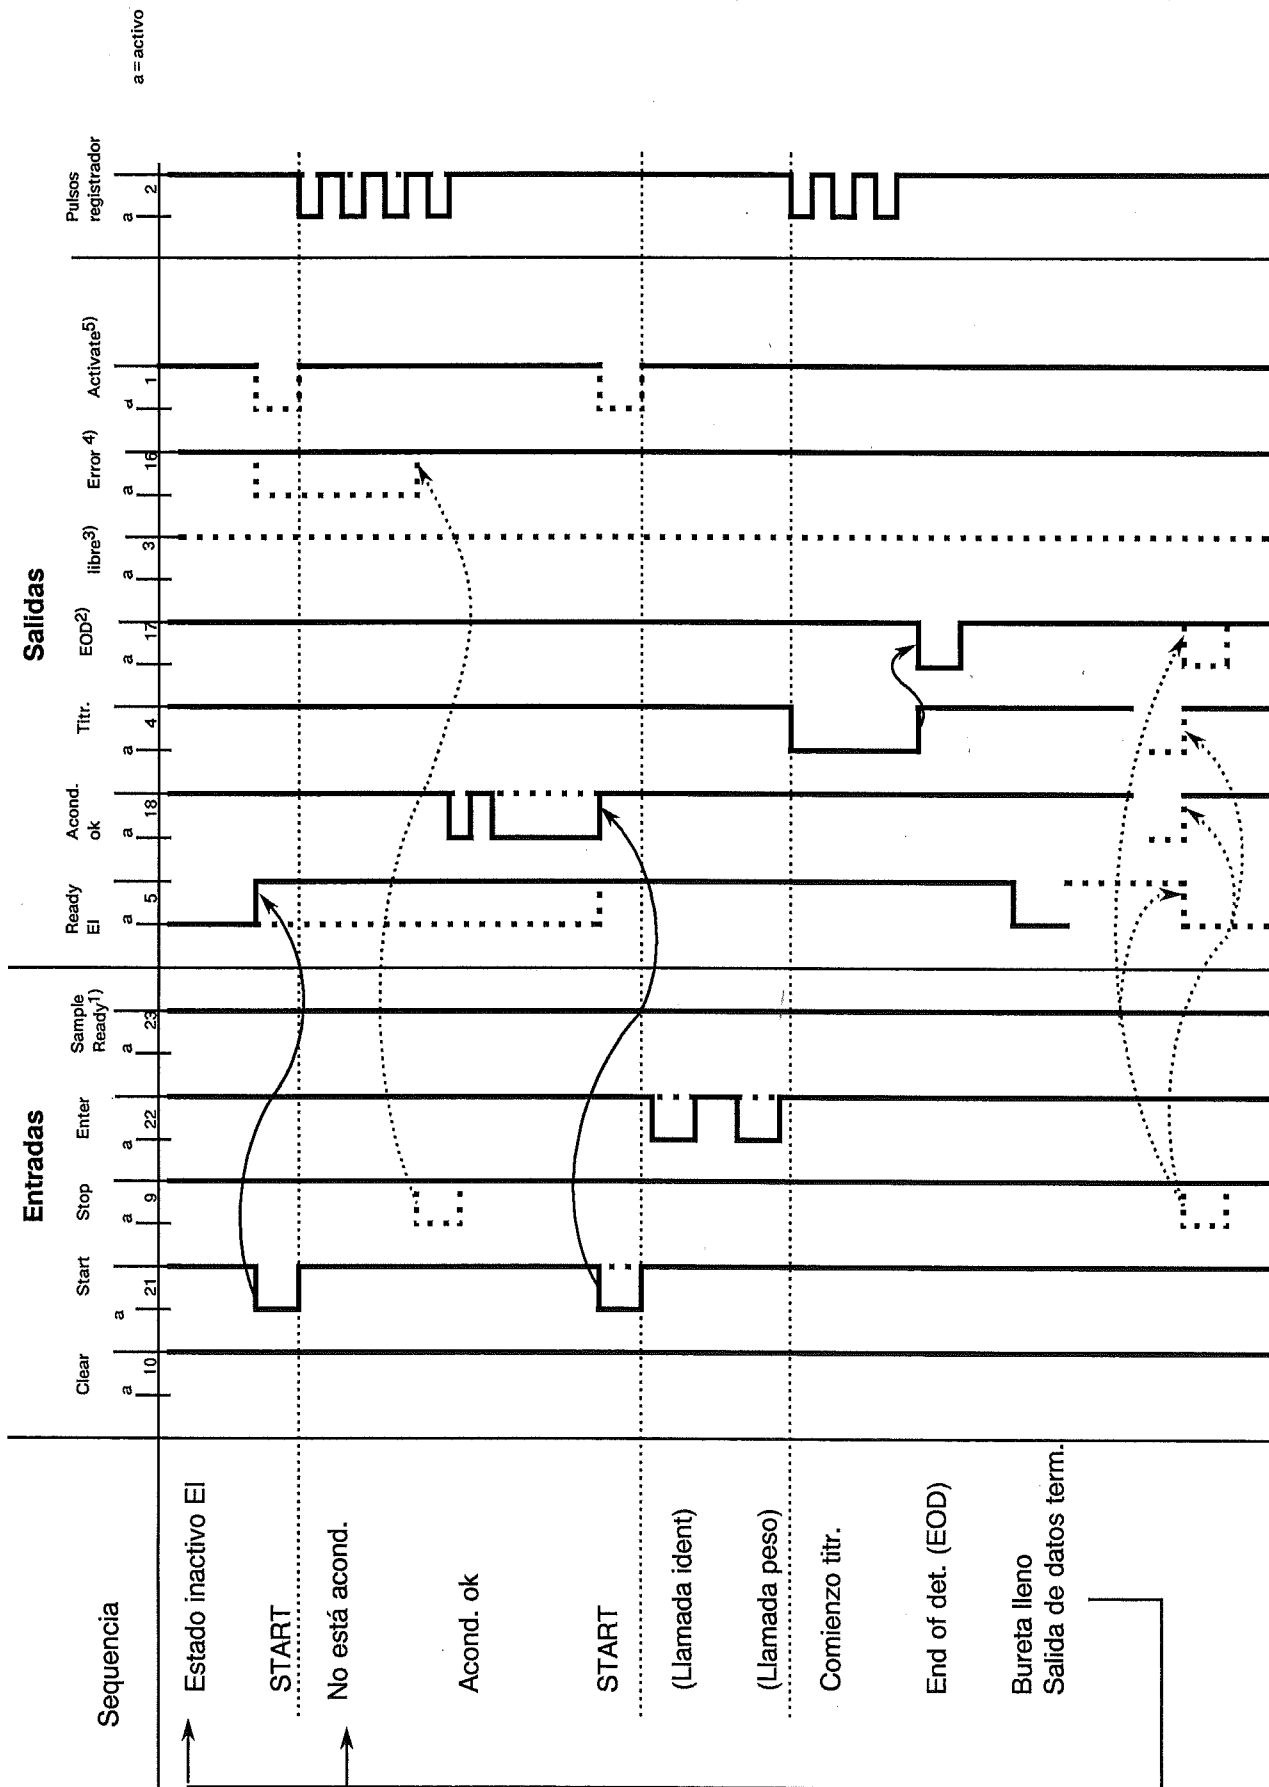 a = activo
Salidas
Entradas
Pulsos
registrador
a 2
Activate5)
a 1
Error 4)
a 16
libre3)
a 3
EOD2)
a 17
Titr.
a 4
Acond.
ok
a 18
Ready
EI
a 5
Sample
Ready1)
a 23
Enter
a 22
Stop
a 9
Start
a 21
Clear
a 10
Sequencia
Estado inactivo EI
START
No está acond.
Acond. ok
START
(Llamada ident)
(Llamada peso)
Comienzo titr.
End of det. (EOD)
Bureta lleno
Salida de datos term.